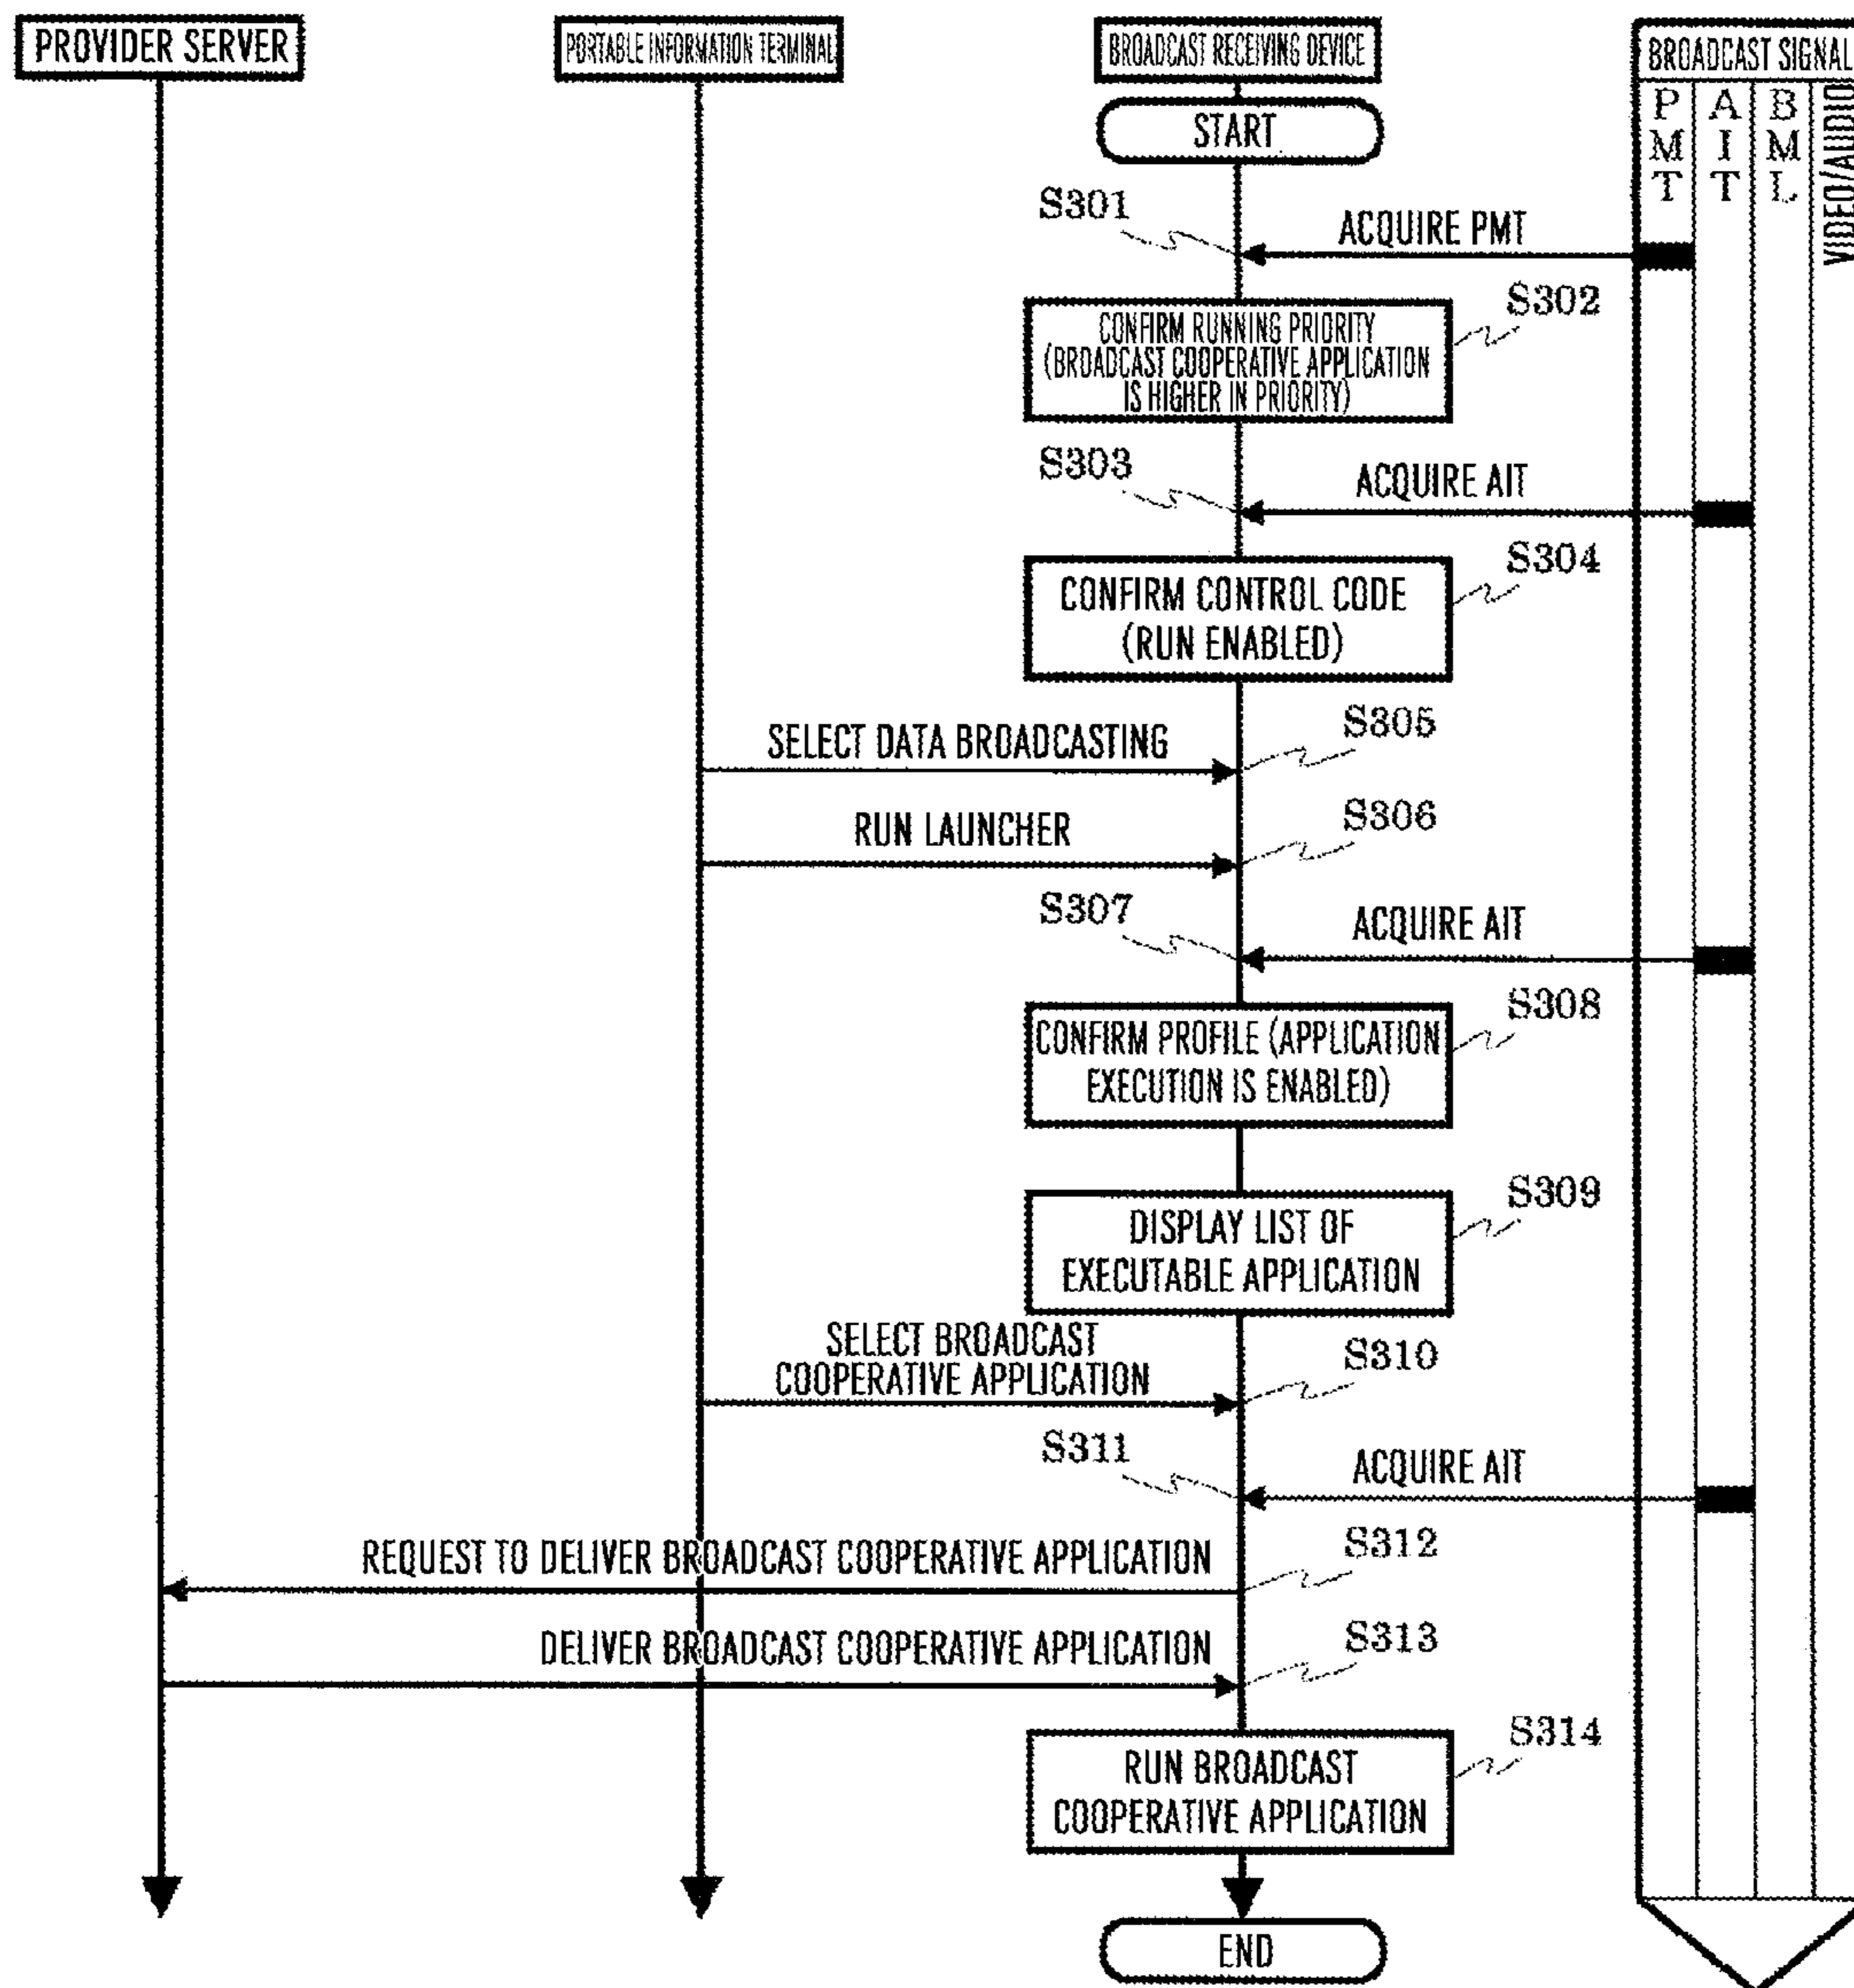 PROVIDER SERVER
PORTABLE INFORMATION TERMINAL
BROADCAST RECEIVING DEVICE
BROADCAST SIGNAL
PMT
AIT
BML
VIDEO/AUDIO
START
S301
ACQUIRE PMT
S302
CONFIRM RUNNING PRIORITY
(BROADCAST COOPERATIVE APPLICATION
IS HIGHER IN PRIORITY)
S303
ACQUIRE AIT
S304
CONFIRM CONTROL CODE
(RUN ENABLED)
S305
SELECT DATA BROADCASTING
S306
RUN LAUNCHER
S307
ACQUIRE AIT
S308
CONFIRM PROFILE (APPLICATION
EXECUTION IS ENABLED)
S309
DISPLAY LIST OF
EXECUTABLE APPLICATION
SELECT BROADCAST
COOPERATIVE APPLICATION
S310
S311
ACQUIRE AIT
REQUEST TO DELIVER BROADCAST COOPERATIVE APPLICATION
S312
DELIVER BROADCAST COOPERATIVE APPLICATION
S313
S314
RUN BROADCAST
COOPERATIVE APPLICATION
END